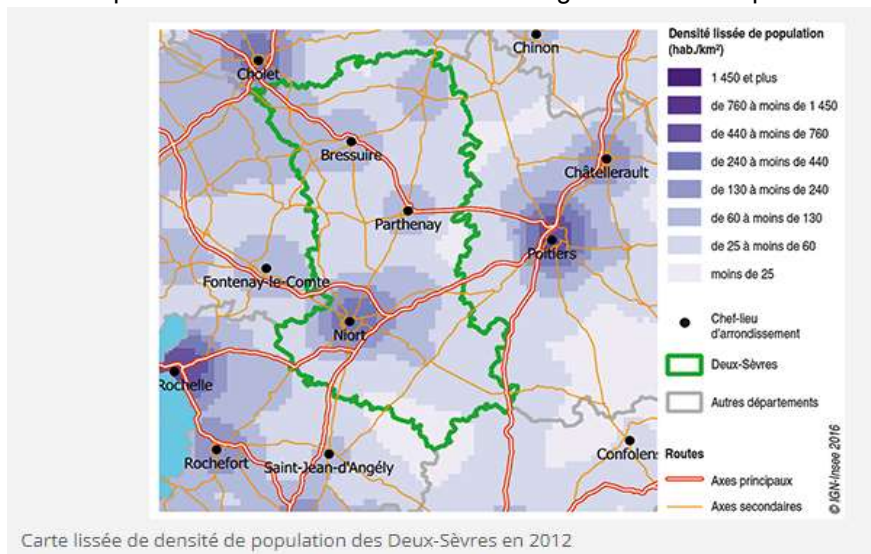 Cholet
Chinon
Bressuire
Châtellerault
Parthenay
Poitiers
Fontenay-le-Comte
Niort
Rochelle
Rochefort
Saint-Jean-d'Angély
Confolens
Densité lissée de population
(hab./km²)
1 450 et plus
de 760 à moins de 1 450
de 440 à moins de 760
de 240 à moins de 440
de 130 à moins de 240
de 60 à moins de 130
de 25 à moins de 60
moins de 25
Chef-lieu
d'arrondissement
Deux-Sèvres
Autres départements
Routes
Axes principaux
Axes secondaires
© IGN-Insee 2016
Carte lissée de densité de population des Deux-Sèvres en 2012